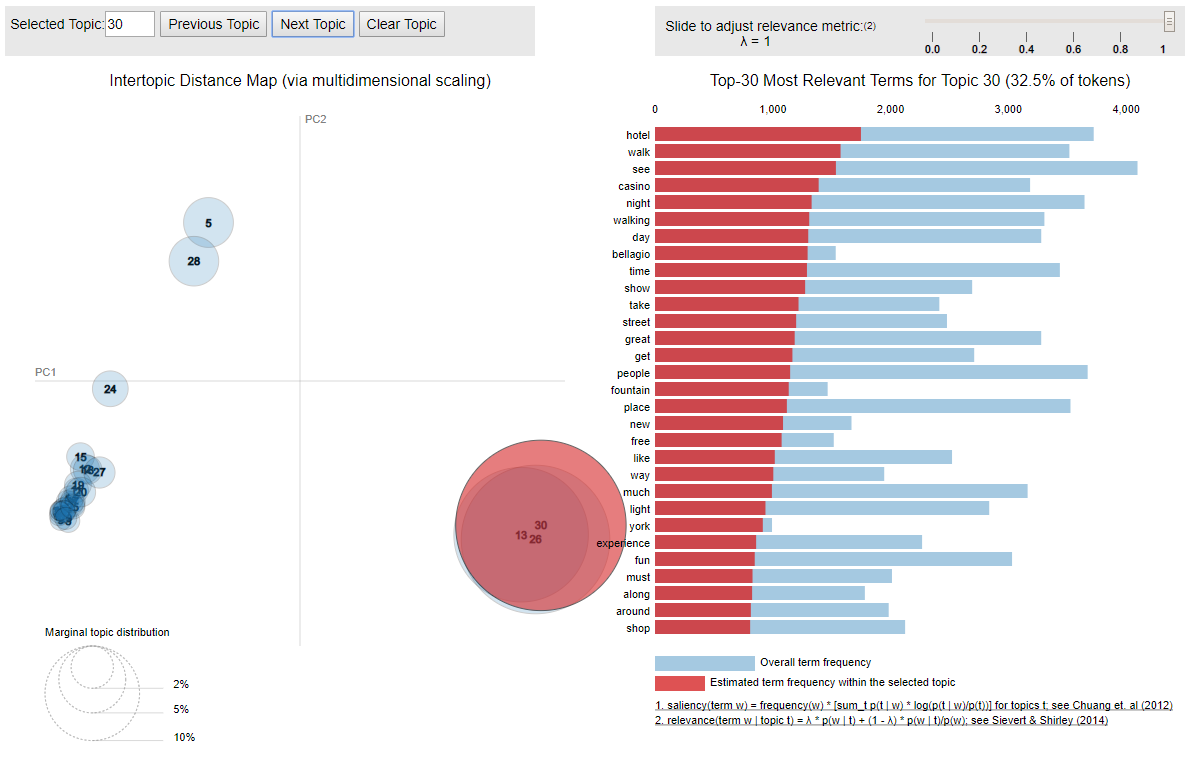 Selected Topic: 30 Previous Topic Next Topic Clear Topic
Slide to adjust relevance metric:(2)
λ = 1
0.0 0.2 0.4 0.6 0.8 1
Intertopic Distance Map (via multidimensional scaling)
PC2
PC1
5
28
24
15
27
30
13
26
Marginal topic distribution
2%
5%
10%
Top-30 Most Relevant Terms for Topic 30 (32.5% of tokens)
0 1,000 2,000 3,000 4,000
hotel
walk
see
casino
night
walking
day
bellagio
time
show
take
street
great
get
people
fountain
place
new
free
like
way
much
light
york
experience
fun
must
along
around
shop
Overall term frequency
Estimated term frequency within the selected topic
1. saliency(term w) = frequency(w) * [sum_t p(t | w) * log(p(t | w)/p(t))] for topics t; see Chuang et. al (2012)
2. relevance(term w | topic t) = λ * p(w | t) + (1 - λ) * p(w | t)/p(w); see Sievert & Shirley (2014)